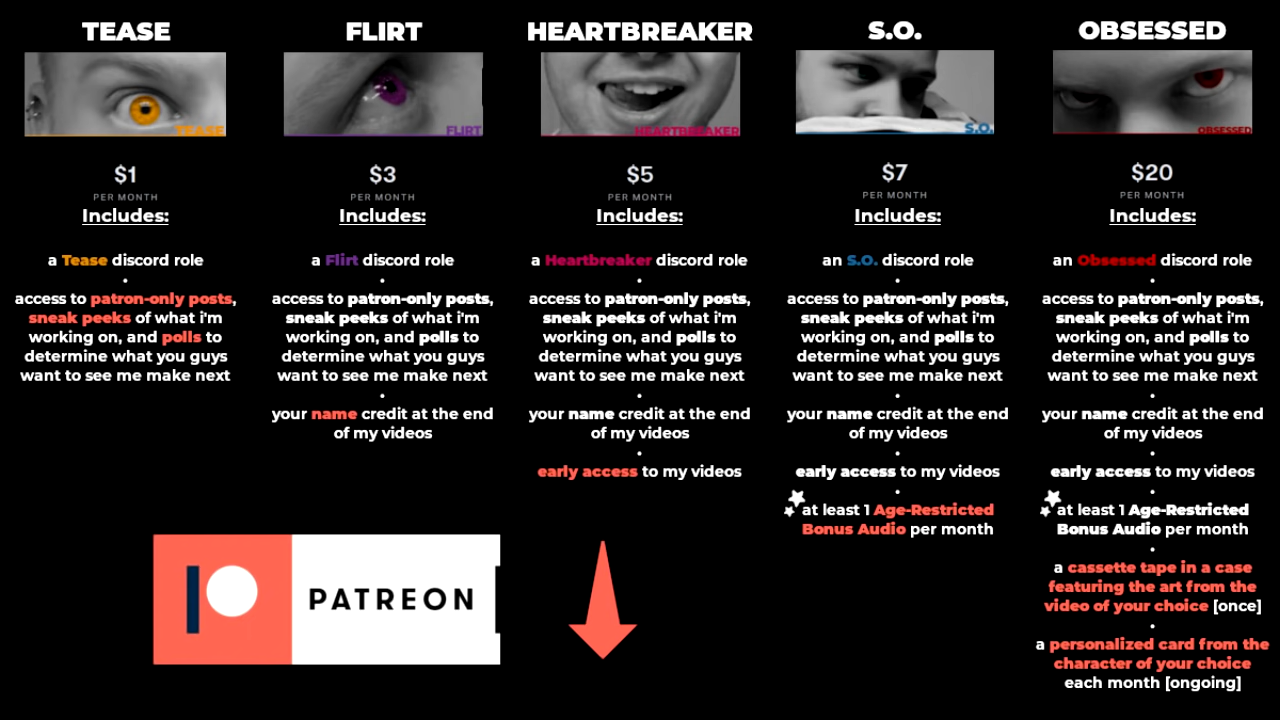 TEASE
TEASE
$1
PER MONTH
Includes:
a Tease discord role
•
access to patron-only posts,
sneak peeks of what i'm
working on, and polls to
determine what you guys
want to see me make next
FLIRT
FLIRT
$3
PER MONTH
Includes:
a Flirt discord role
•
access to patron-only posts,
sneak peeks of what i'm
working on, and polls to
determine what you guys
want to see me make next
•
your name credit at the end
of my videos
HEARTBREAKER
HEARTBREAKER
$5
PER MONTH
Includes:
a Heartbreaker discord role
•
access to patron-only posts,
sneak peeks of what i'm
working on, and polls to
determine what you guys
want to see me make next
•
your name credit at the end
of my videos
•
early access to my videos
S.O.
S.O.
$7
PER MONTH
Includes:
an S.O. discord role
•
access to patron-only posts,
sneak peeks of what i'm
working on, and polls to
determine what you guys
want to see me make next
•
your name credit at the end
of my videos
•
early access to my videos
•
at least 1 Age-Restricted
Bonus Audio per month
OBSESSED
OBSESSED
$20
PER MONTH
Includes:
an Obsessed discord role
•
access to patron-only posts,
sneak peeks of what i'm
working on, and polls to
determine what you guys
want to see me make next
•
your name credit at the end
of my videos
•
early access to my videos
•
at least 1 Age-Restricted
Bonus Audio per month
•
a cassette tape in a case
featuring the art from the
video of your choice [once]
•
a personalized card from the
character of your choice
each month [ongoing]
PATREON